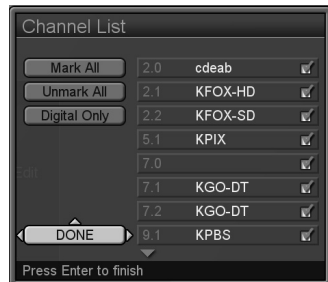 Channel List
Mark All 2.0 cdeab
Unmark All 2.1 KFOX-HD
Digital Only 2.2 KFOX-SD
5.1 KPIX
7.0
Edit
7.1 KGO-DT
7.2 KGO-DT
DONE 9.1 KPBS
Press Enter to finish